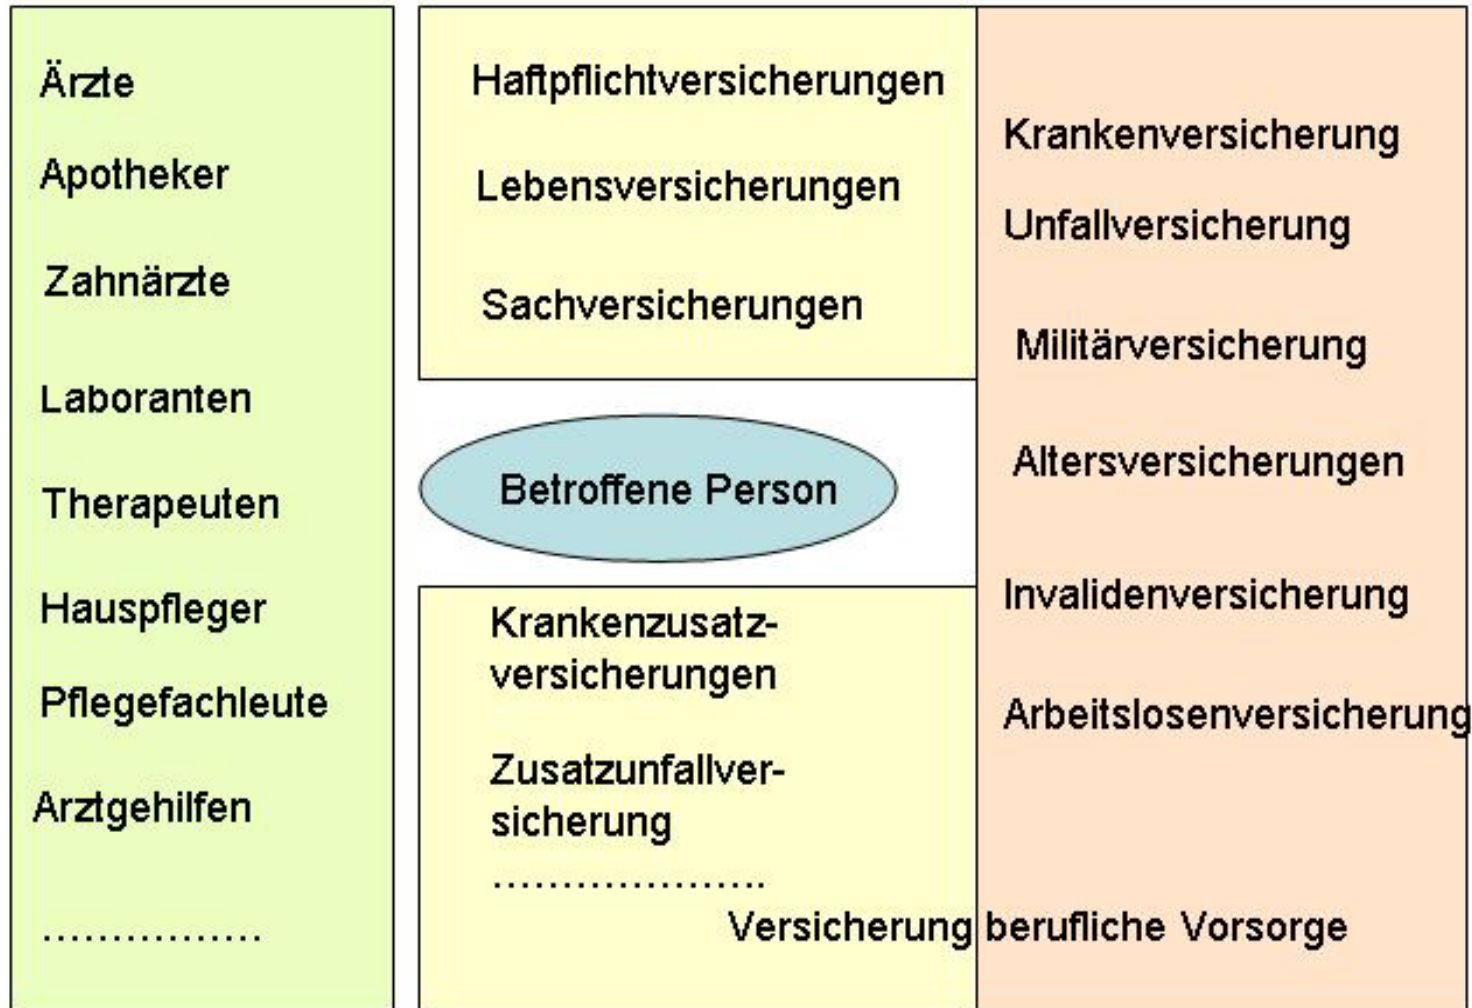 Ärzte
Apotheker
Zahnärzte
Laboranten
Therapeuten
Hauspfleger
Pflegefachleute
Arztgehilfen
................
Haftpflichtversicherungen
Lebensversicherungen
Sachversicherungen
Betroffene Person
Krankenzusatz-
versicherungen
Zusatzunfallver-
sicherung
....................
Versicherung berufliche Vorsorge
Krankenversicherung
Unfallversicherung
Militärversicherung
Altersversicherungen
Invalidenversicherung
Arbeitslosenversicherung